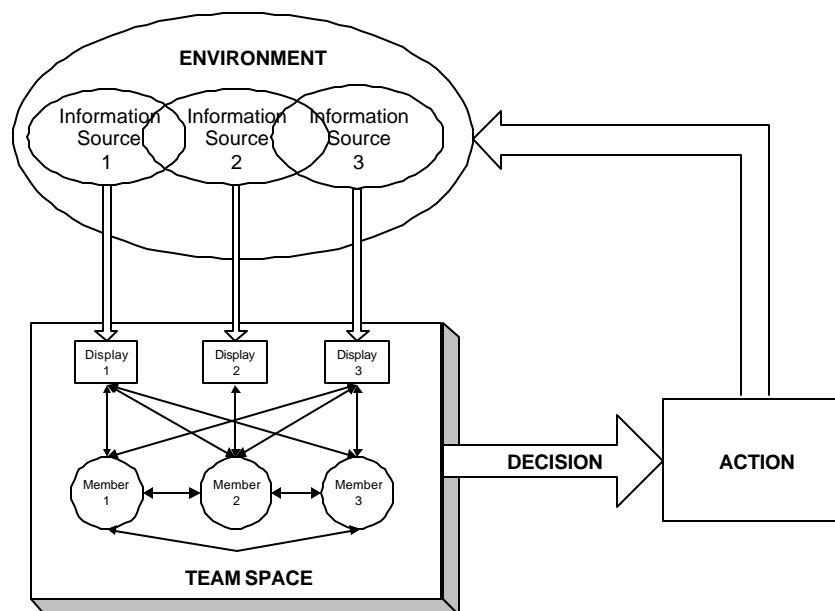 ENVIRONMENT
Information
Source
1
Information
Source
2
Information
Source
3
Display
1
Display
2
Display
3
Member
1
Member
2
Member
3
TEAM SPACE
DECISION
ACTION